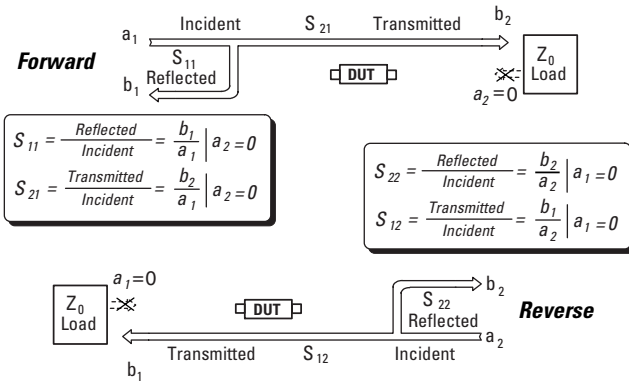 Incident S₂₁ Transmitted b₂
a₁
Forward S₁₁ Z₀
Reflected DUT Load
b₁ a₂=0
S₁₁ = Reflected/Incident = b₁/a₁ | a₂=0
S₂₁ = Transmitted/Incident = b₂/a₁ | a₂=0
S₂₂ = Reflected/Incident = b₂/a₂ | a₁=0
S₁₂ = Transmitted/Incident = b₁/a₂ | a₁=0
a₁=0
Z₀ DUT b₂
Load S₂₂ Reverse
Reflected
a₂
Transmitted S₁₂ Incident
b₁